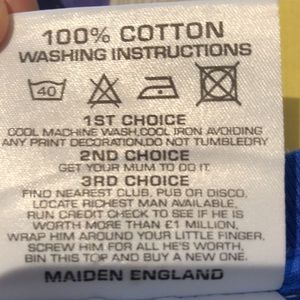 100% COTTON
WASHING INSTRUCTIONS
40
1ST CHOICE
COOL MACHINE WASH,COOL IRON AVOIDING
ANY PRINT DECORATION.DO NOT TUMBLEDRY
2ND CHOICE
GET YOUR MUM TO DO IT.
3RD CHOICE
FIND NEAREST CLUB, PUB OR DISCO,
LOCATE RICHEST MAN AVAILABLE,
RUN CREDIT CHECK TO SEE IF HE IS
WORTH MORE THAN £1 MILLION,
WRAP HIM AROUND YOUR LITTLE FINGER,
SCREW HIM FOR ALL HE'S WORTH,
BIN THIS TOP AND BUY A NEW ONE.
MAIDEN ENGLAND